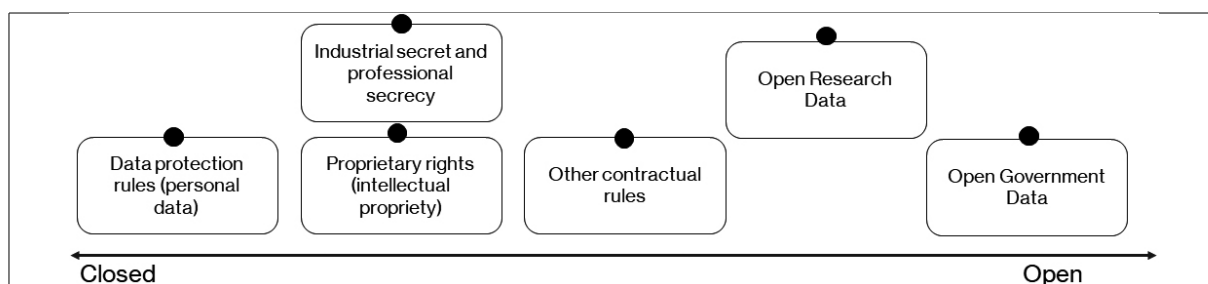 Industrial secret and
professional
secrecy
Open Research
Data
Data protection
rules (personal
data)
Proprietary rights
(intellectual
propriety)
Other contractual
rules
Open Government
Data
Closed
Open